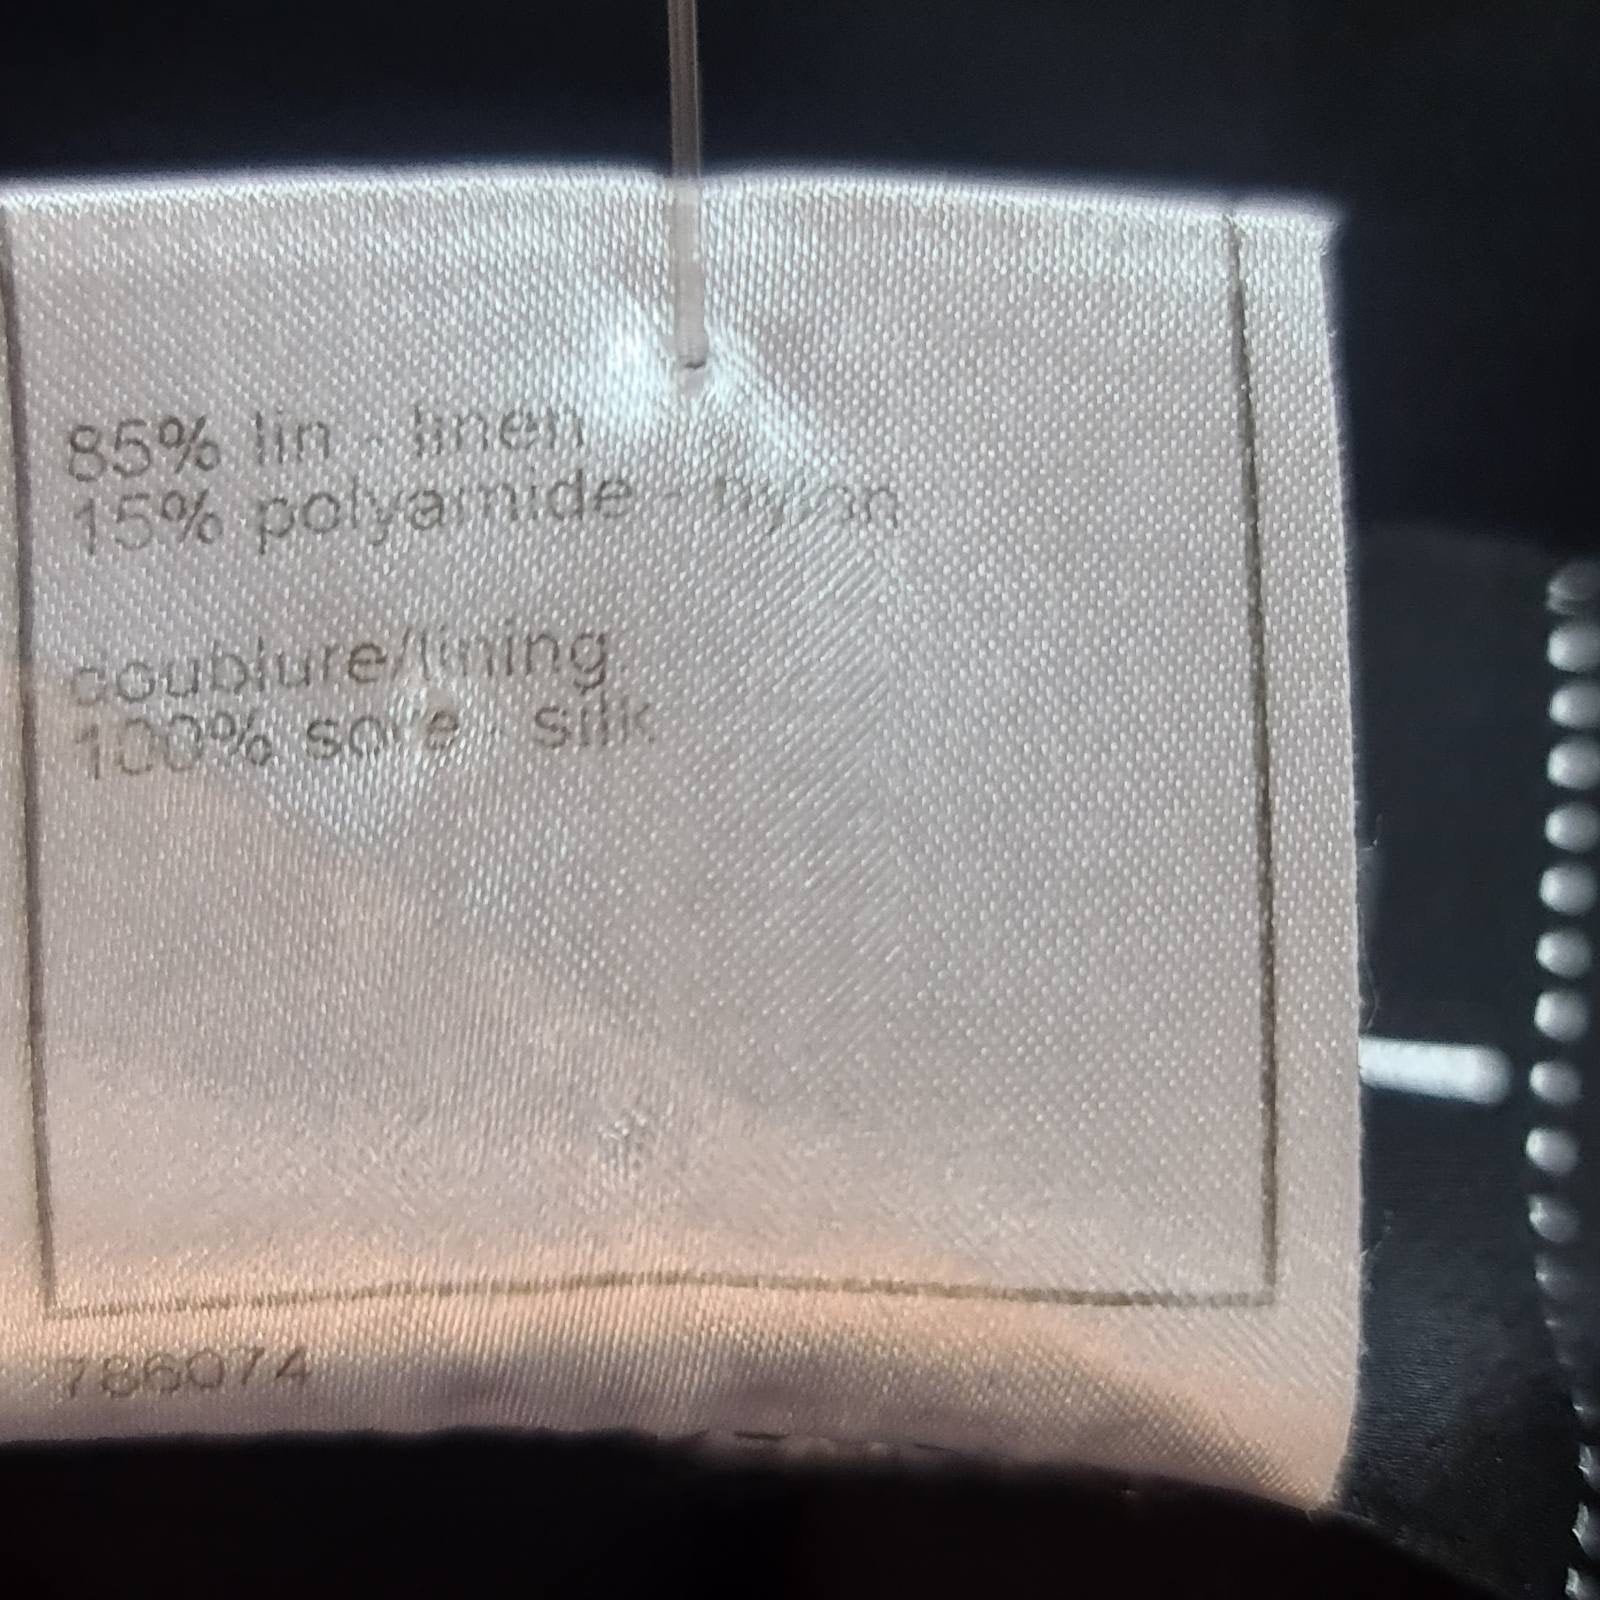 85% lin - linen
15% polyamide - nylon
doublure/lining
100% soie - silk
786074